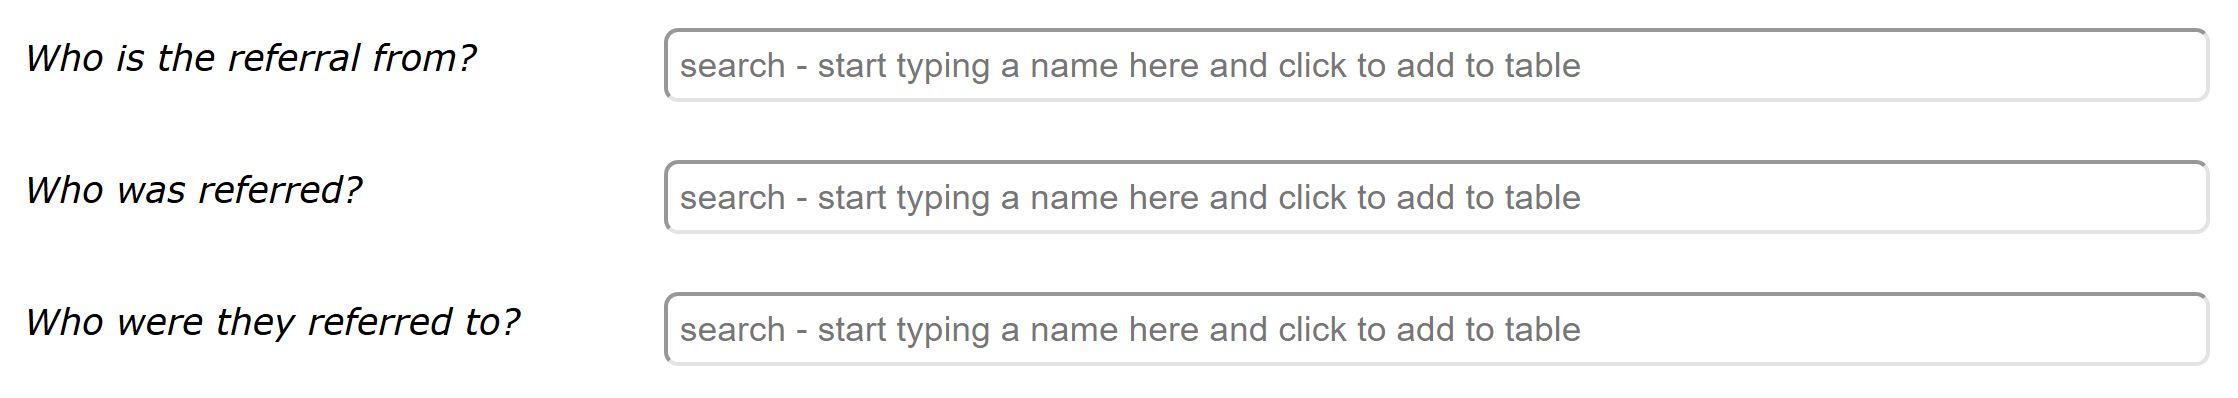 Who is the referral from?
search - start typing a name here and click to add to table
Who was referred?
search - start typing a name here and click to add to table
Who were they referred to?
search - start typing a name here and click to add to table